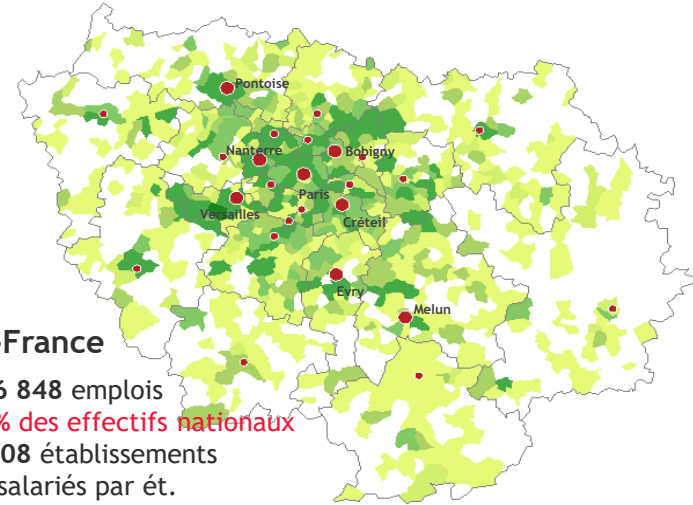 Pontoise
Nanterre
Bobigny
Paris
Versailles
Créteil
Evry
Melun
-France
6 848 emplois
% des effectifs nationaux
08 établissements
salariés par ét.